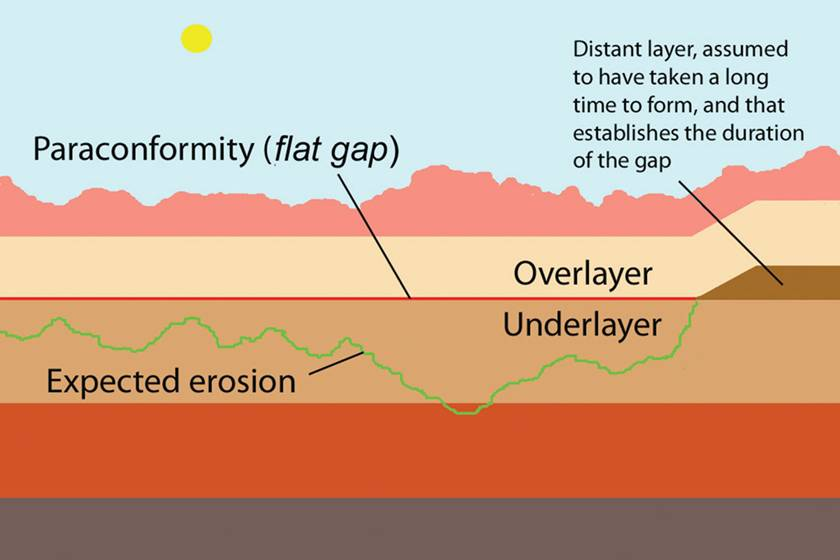 Distant layer, assumed
to have taken a long
time to form, and that
establishes the duration
of the gap
Paraconformity (flat gap)
Overlayer
Underlayer
Expected erosion